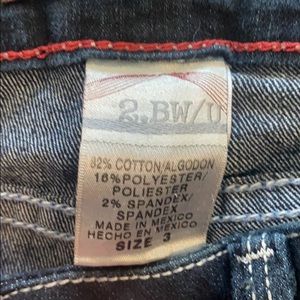 2.BW/U
82% COTTON/ALGODON
16% POLYESTER/
POLIESTER
2% SPANDEX/
SPANDEX
MADE IN MEXICO
HECHO EN MEXICO
SIZE 3